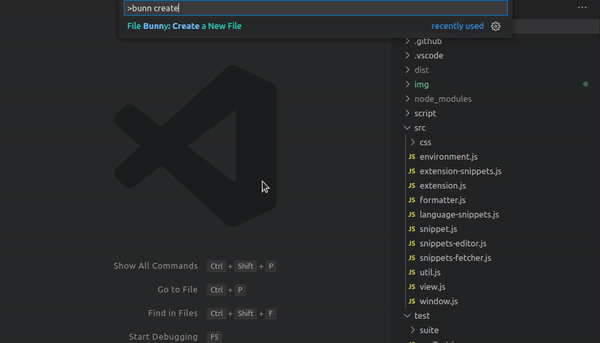 >bunn create
File Bunny: Create a New File recently used
.github
.vscode
dist
img
node_modules
script
src
css
JS environment.js
JS extension-snippets.js
JS extension.js
JS formatter.js
JS language-snippets.js
JS snippet.js
JS snippets-editor.js
JS snippets-fetcher.js
JS util.js
JS view.js
JS window.js
test
suite
Show All Commands Ctrl + Shift + P
Go to File Ctrl + P
Find in Files Ctrl + Shift + F
Start Debugging F5